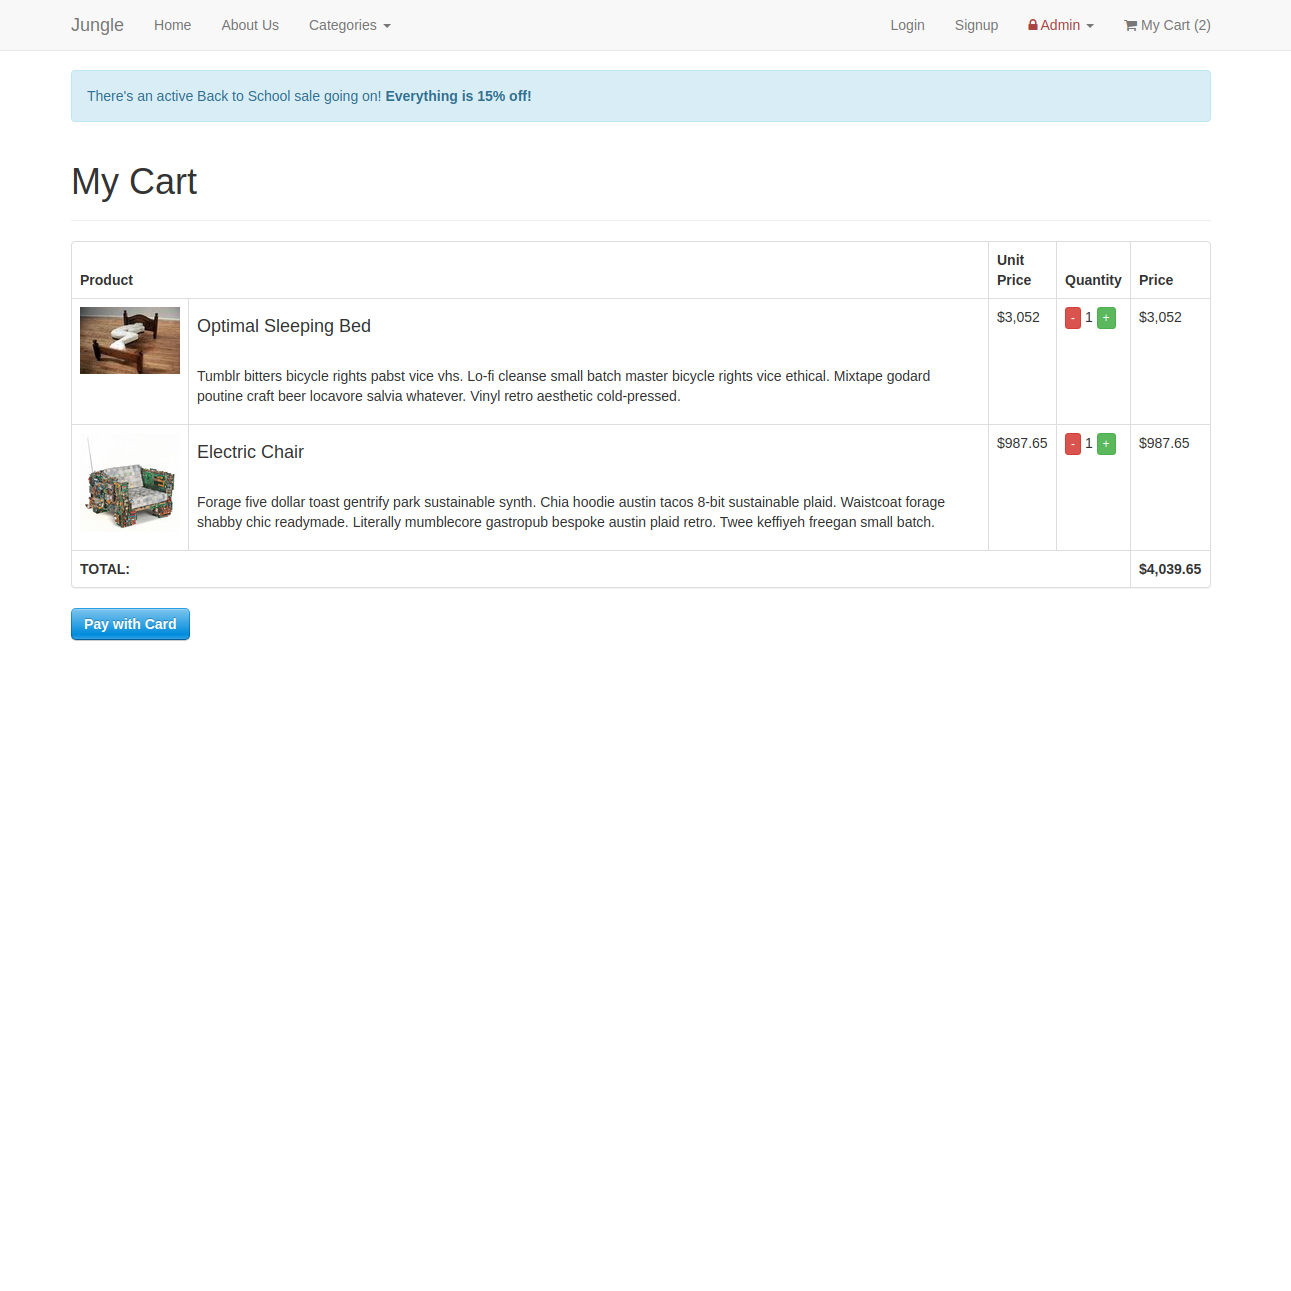 Jungle Home About Us Categories Login Signup Admin My Cart (2)
There's an active Back to School sale going on! Everything is 15% off!
My Cart
Product Unit Price Quantity Price
Optimal Sleeping Bed $3,052 - 1 + $3,052
Tumblr bitters bicycle rights pabst vice vhs. Lo-fi cleanse small batch master bicycle rights vice ethical. Mixtape godard
poutine craft beer locavore salvia whatever. Vinyl retro aesthetic cold-pressed.
Electric Chair $987.65 - 1 + $987.65
Forage five dollar toast gentrify park sustainable synth. Chia hoodie austin tacos 8-bit sustainable plaid. Waistcoat forage
shabby chic readymade. Literally mumblecore gastropub bespoke austin plaid retro. Twee keffiyeh freegan small batch.
TOTAL: $4,039.65
Pay with Card